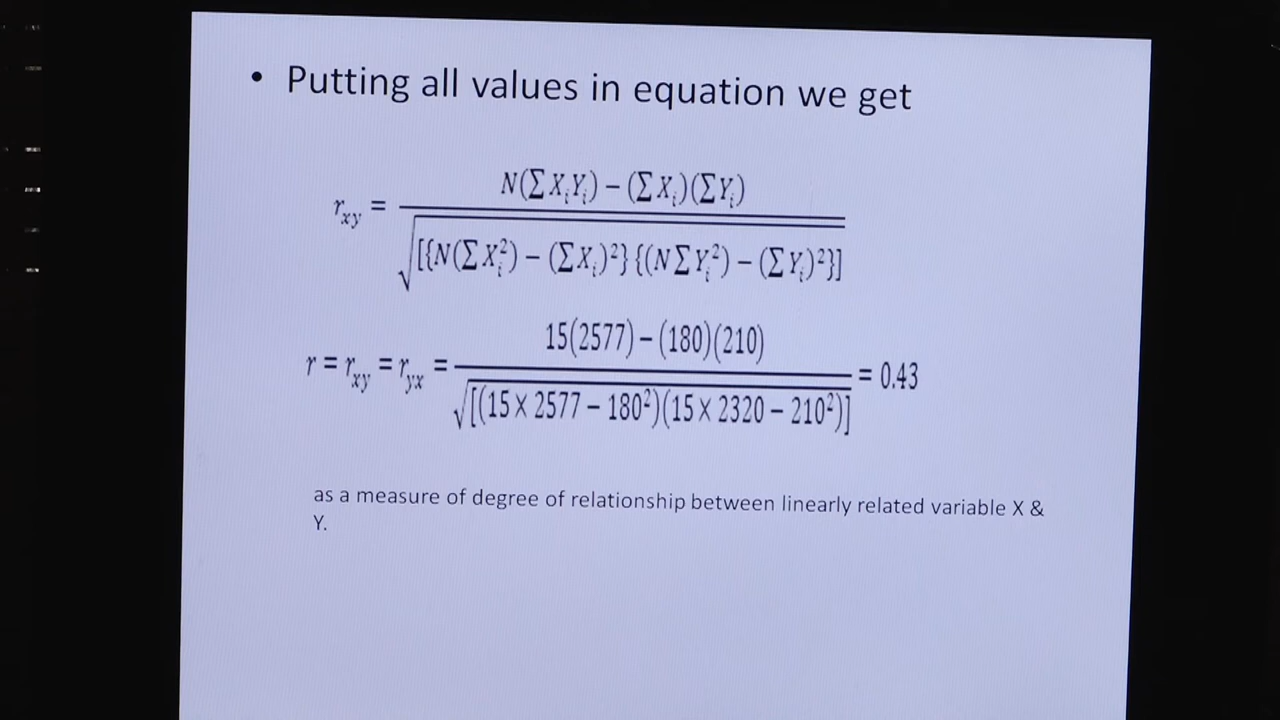 • Putting all values in equation we get
r_xy = N(∑X_iY_i) – (∑X_i)(∑Y_i) / √[{N(∑X_i²) – (∑X_i)²}{(N∑Y_i²) – (∑Y_i)²}]
r = r_xy = r_yx = 15(2577) – (180)(210) / √[(15 × 2577 – 180²)(15 × 2320 – 210²)] = 0.43
as a measure of degree of relationship between linearly related variable X &
Y.